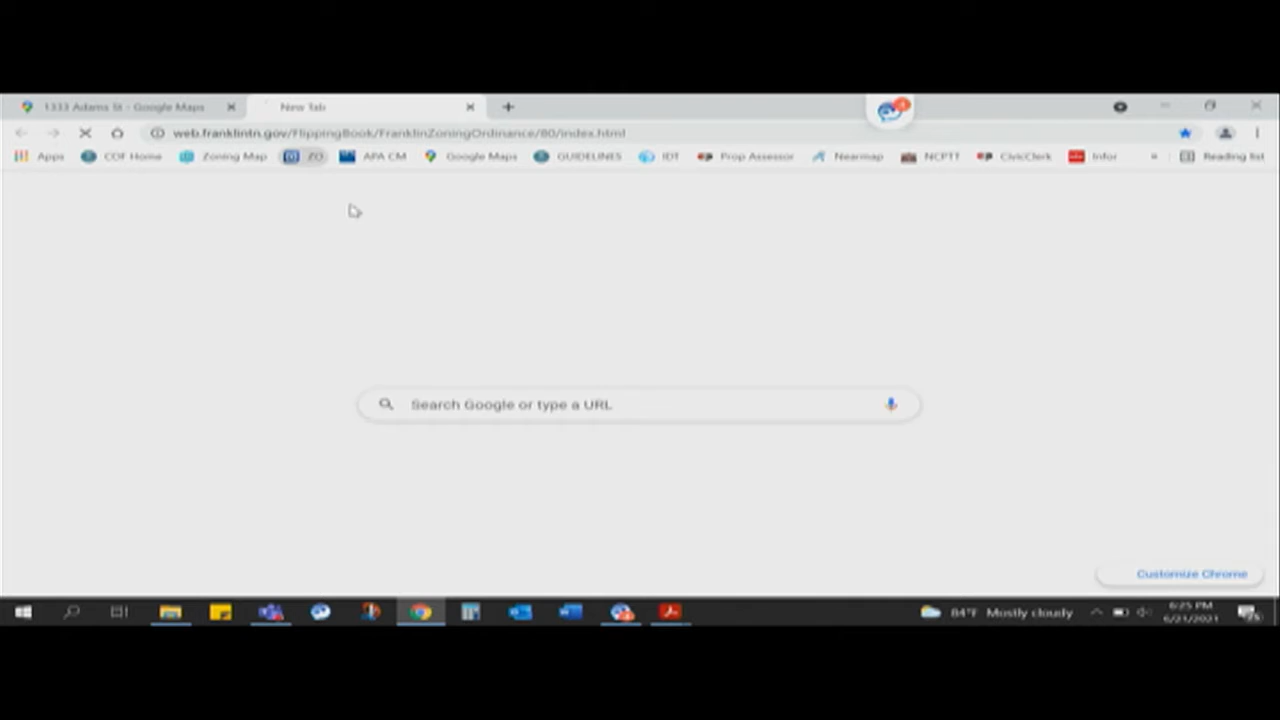 1333 Adams St - Google Maps
New Tab
web.franklintn.gov/FlippingBook/FranklinZoningOrdinance/80/index.html
Apps COF Home Zoning Map ZO APA CM Google Maps GUIDELINES IDT Prop Assessor Nearmap NCPTT CivicClerk Infor » Reading list
Search Google or type a URL
Customize Chrome
84°F Mostly cloudy
6:25 PM
6/21/2021